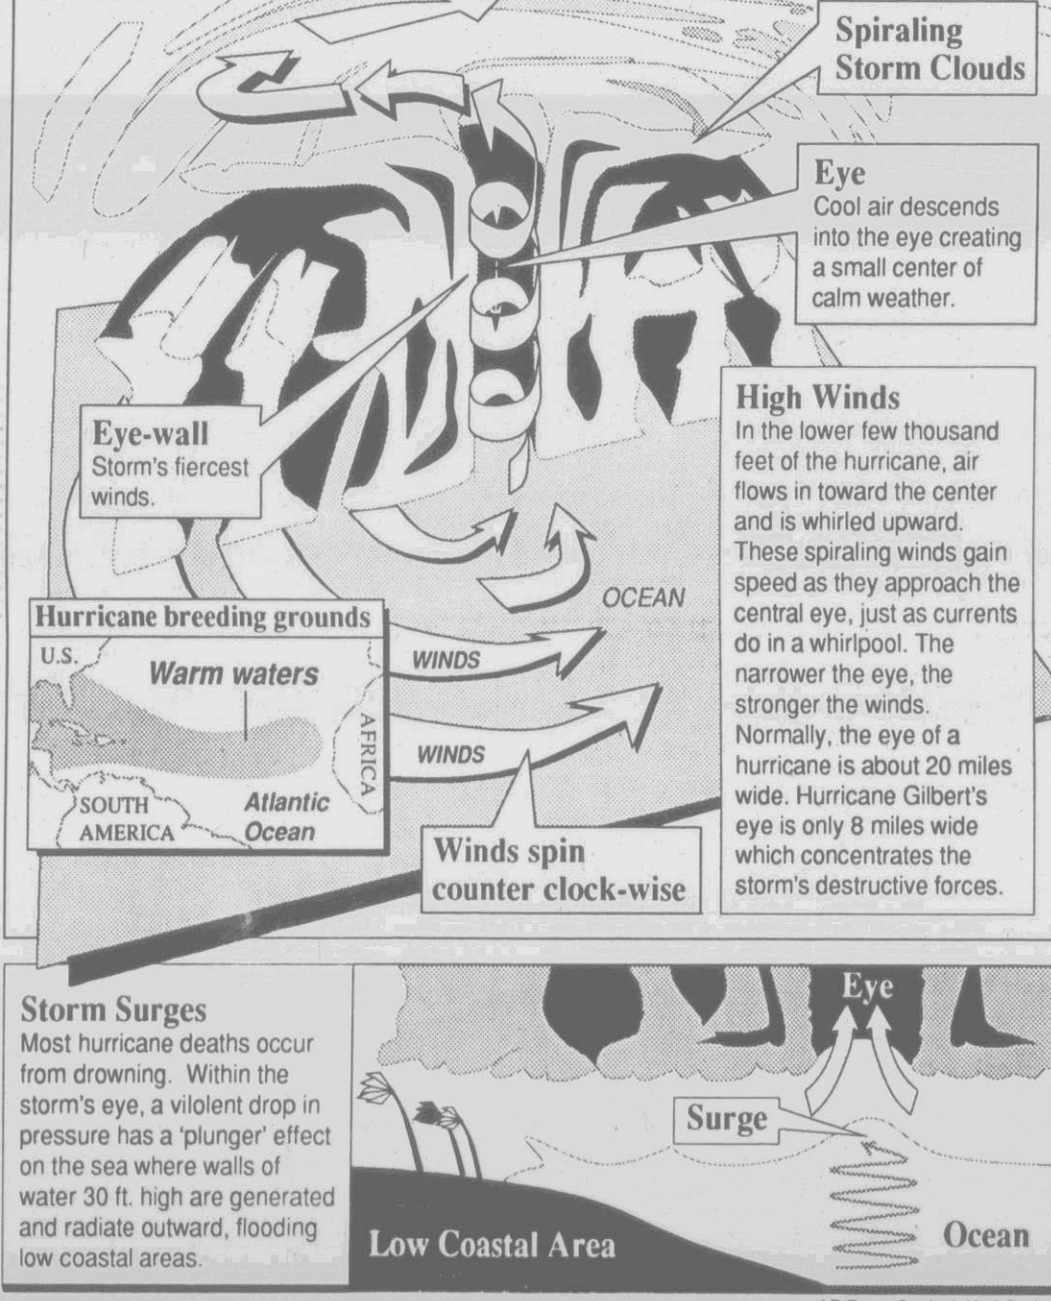 Spiraling
Storm Clouds
Eye
Cool air descends
into the eye creating
a small center of
calm weather.
Eye-wall
Storm's fiercest
winds.
High Winds
In the lower few thousand
feet of the hurricane, air
flows in toward the center
and is whirled upward.
These spiraling winds gain
speed as they approach the
central eye, just as currents
do in a whirlpool. The
narrower the eye, the
stronger the winds.
Normally, the eye of a
hurricane is about 20 miles
wide. Hurricane Gilbert's
eye is only 8 miles wide
which concentrates the
storm's destructive forces.
OCEAN
WINDS
WINDS
Hurricane breeding grounds
U.S.
Warm waters
AFRICA
SOUTH
AMERICA
Atlantic
Ocean
Winds spin
counter clock-wise
Storm Surges
Most hurricane deaths occur
from drowning. Within the
storm's eye, a vilolent drop in
pressure has a 'plunger' effect
on the sea where walls of
water 30 ft. high are generated
and radiate outward, flooding
low coastal areas.
Eye
Surge
Low Coastal Area
Ocean